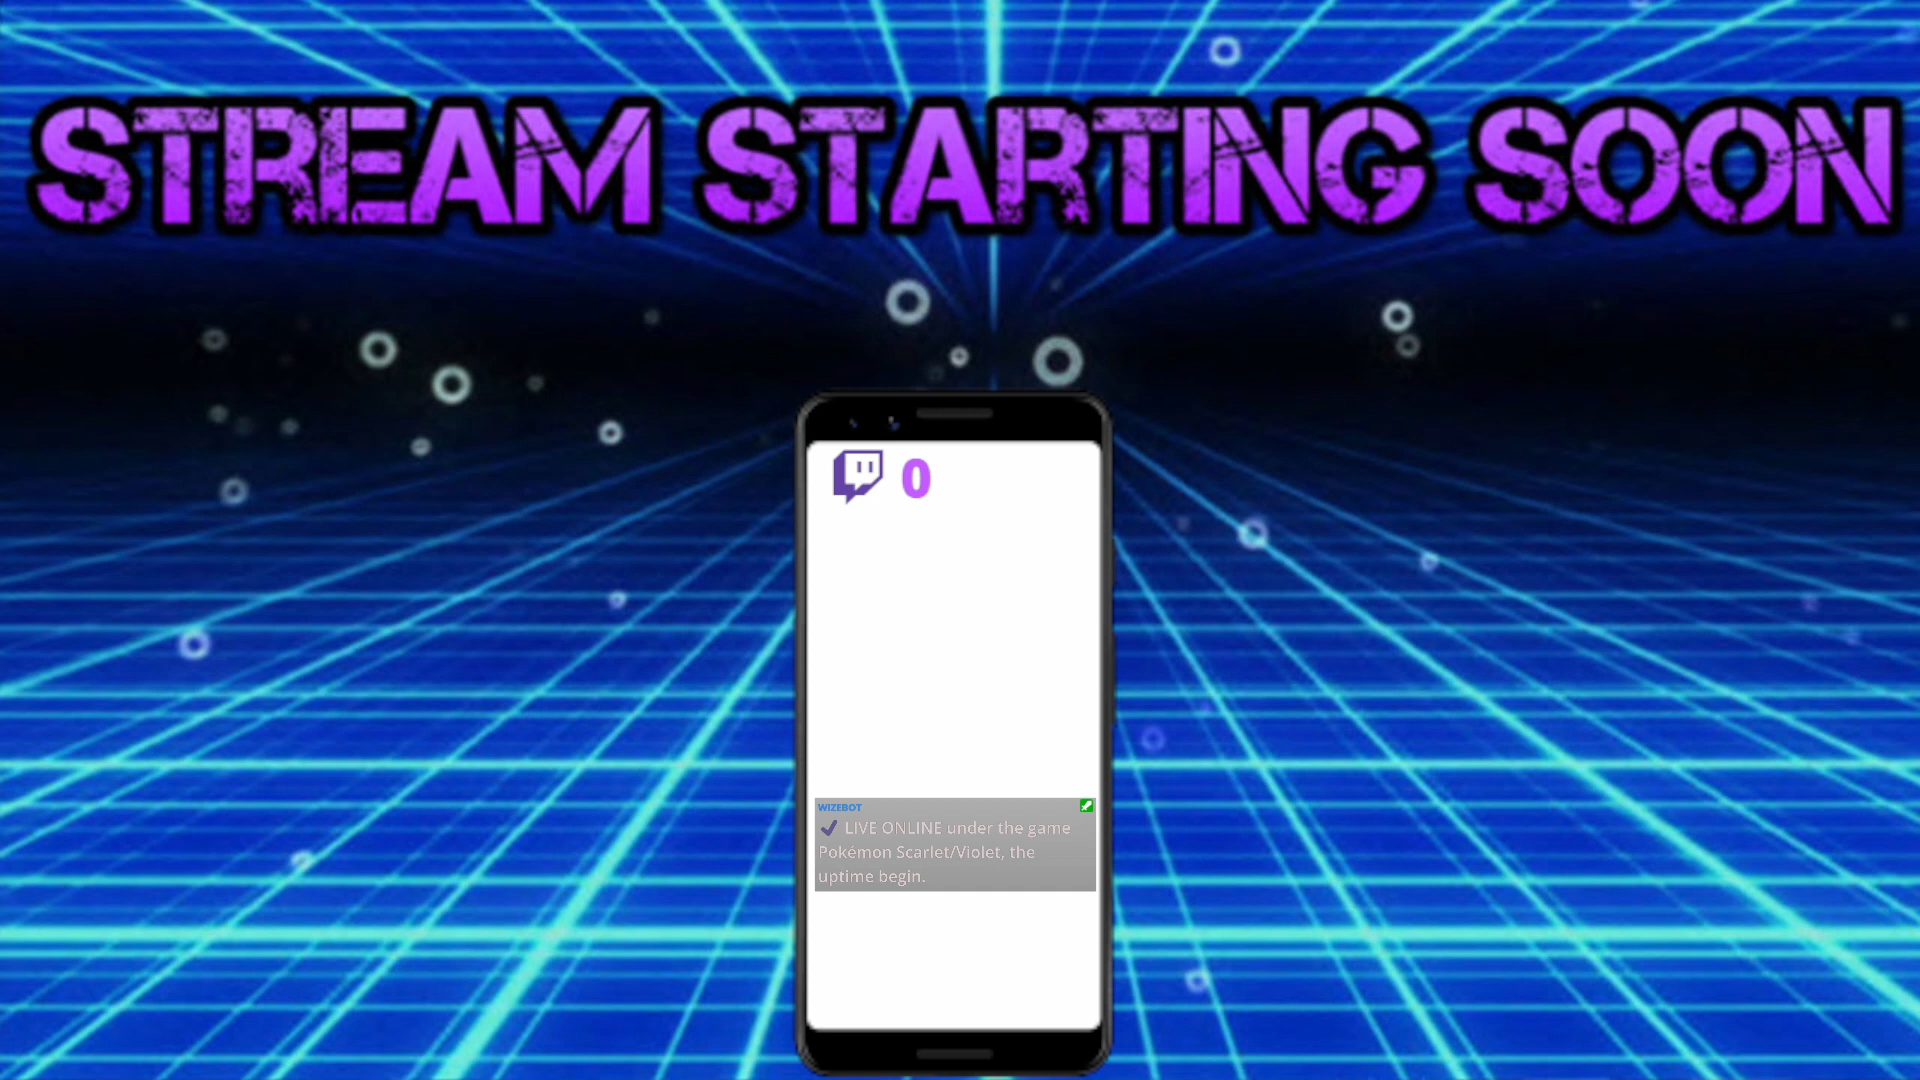 STREAM STARTING SOON
0
WIZEBOT
LIVE ONLINE under the game
Pokémon Scarlet/Violet, the
uptime begin.